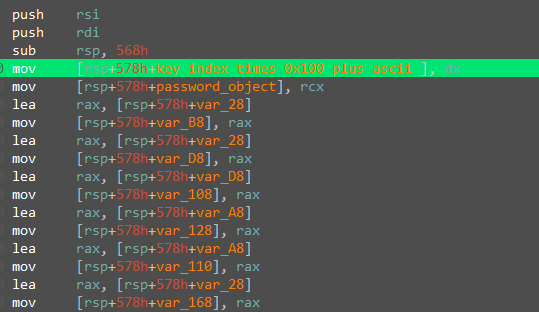 push rsi
push rdi
sub rsp, 568h
mov [rsp+578h+key_index_times_0x100_plus_ascii_], dx
mov [rsp+578h+password_object], rcx
lea rax, [rsp+578h+var_28]
mov [rsp+578h+var_B8], rax
lea rax, [rsp+578h+var_28]
mov [rsp+578h+var_D8], rax
lea rax, [rsp+578h+var_D8]
mov [rsp+578h+var_108], rax
lea rax, [rsp+578h+var_A8]
mov [rsp+578h+var_128], rax
lea rax, [rsp+578h+var_A8]
mov [rsp+578h+var_110], rax
lea rax, [rsp+578h+var_28]
mov [rsp+578h+var_168], rax